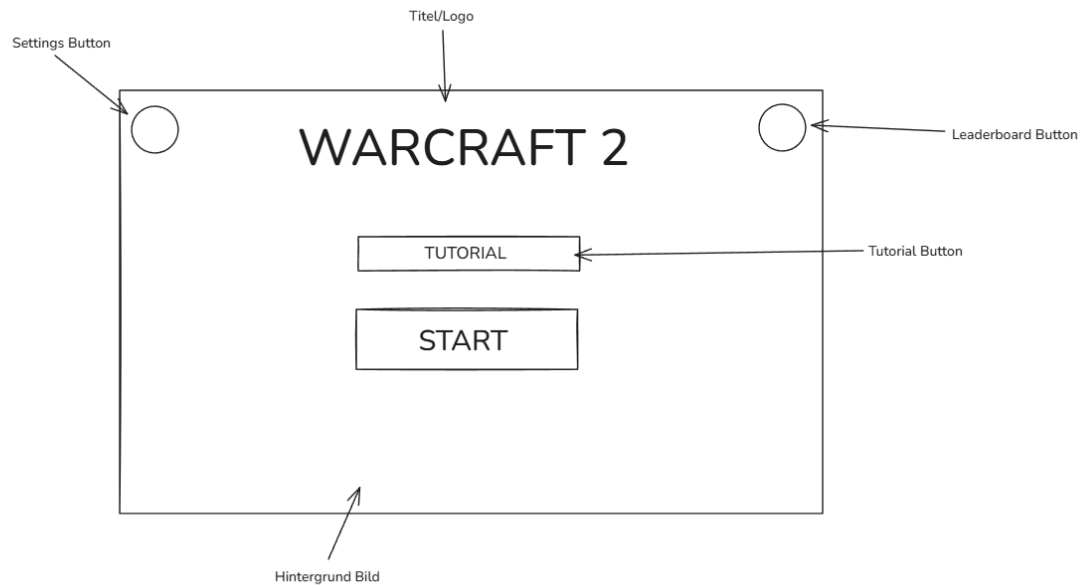 Titel/Logo
Settings Button
WARCRAFT 2
Leaderboard Button
TUTORIAL
Tutorial Button
START
Hintergrund Bild